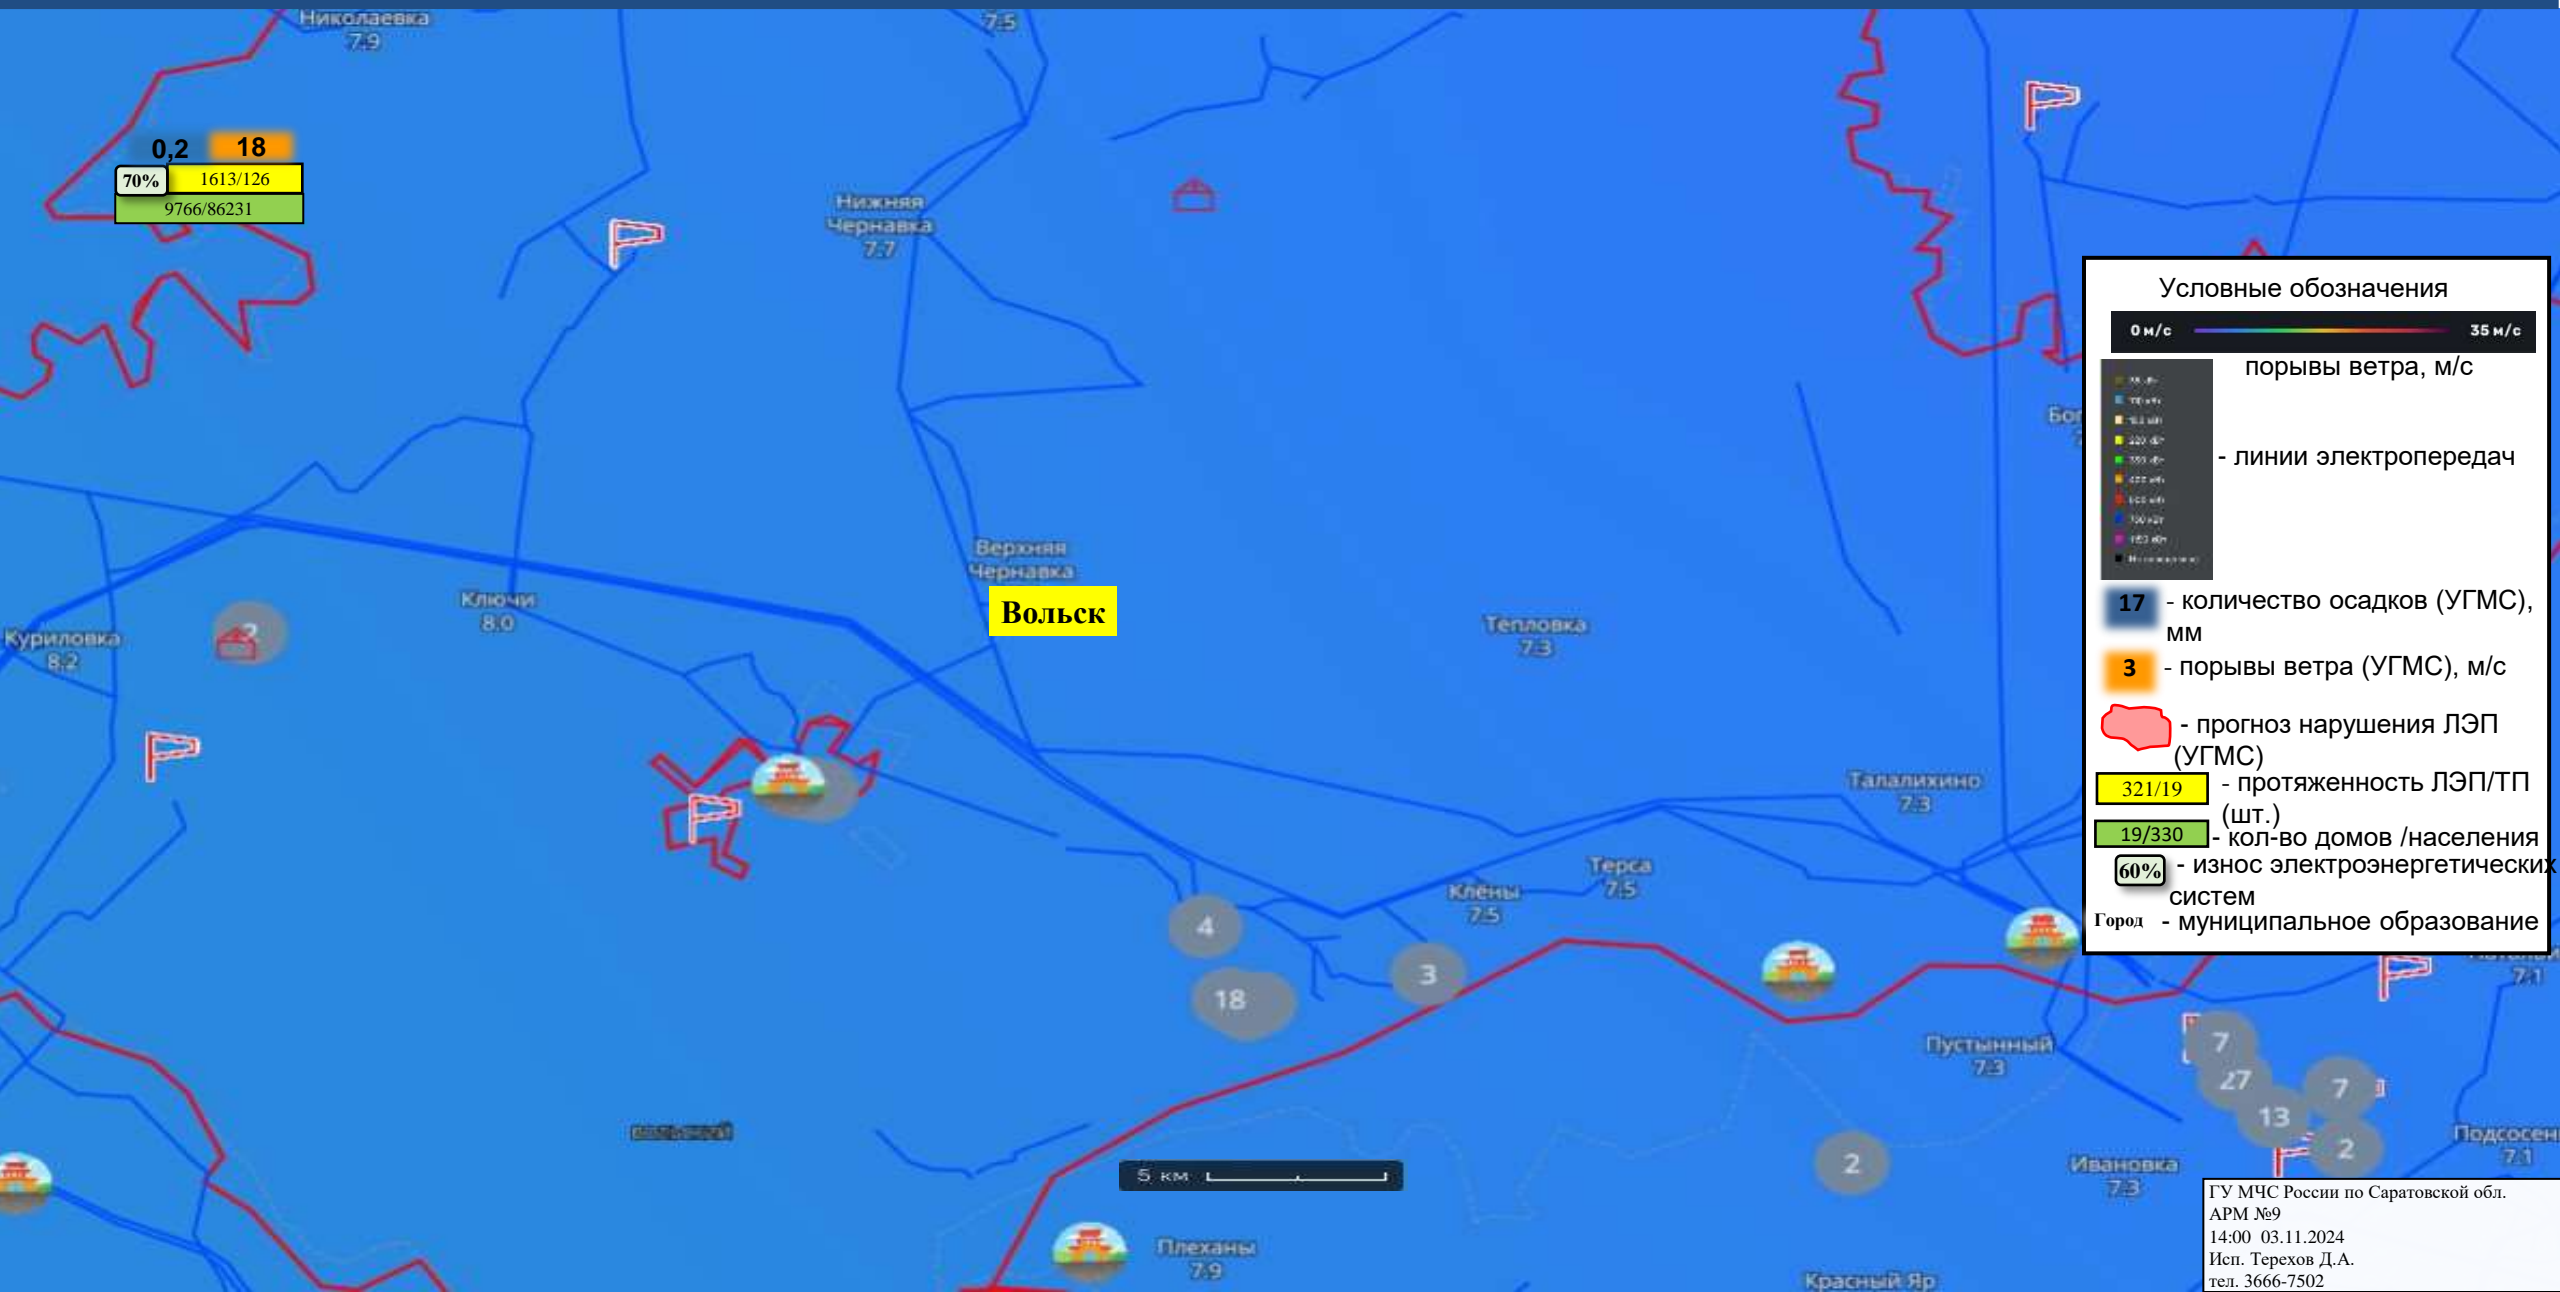 Николаевка
7.9
7.5
0,2 18
70% 1613/126
9766/86231
Нижняя
Чернавка
7.7
Верхняя
Чернавка
Вольск
Ключи
8.0
Куриловка
8.2
2
Тепловка
7.3
Талалихино
7.3
Терса
7.5
Клёны
7.5
4
18
3
Пустынный
7.3
7
27
7
13
2
2
Ивановка
7.3
7.1
Подсосен
7.1
5 км
Плеханы
7.9
Красный Яр
Бог
Условные обозначения
0 м/с 35 м/с
порывы ветра, м/с
- линии электропередач
17 - количество осадков (УГМС),
мм
3 - порывы ветра (УГМС), м/с
- прогноз нарушения ЛЭП
(УГМС)
321/19 - протяженность ЛЭП/ТП
(шт.)
19/330 - кол-во домов /населения
60% - износ электроэнергетических
систем
Город - муниципальное образование
ГУ МЧС России по Саратовской обл.
АРМ №9
14:00 03.11.2024
Исп. Терехов Д.А.
тел. 3666-7502